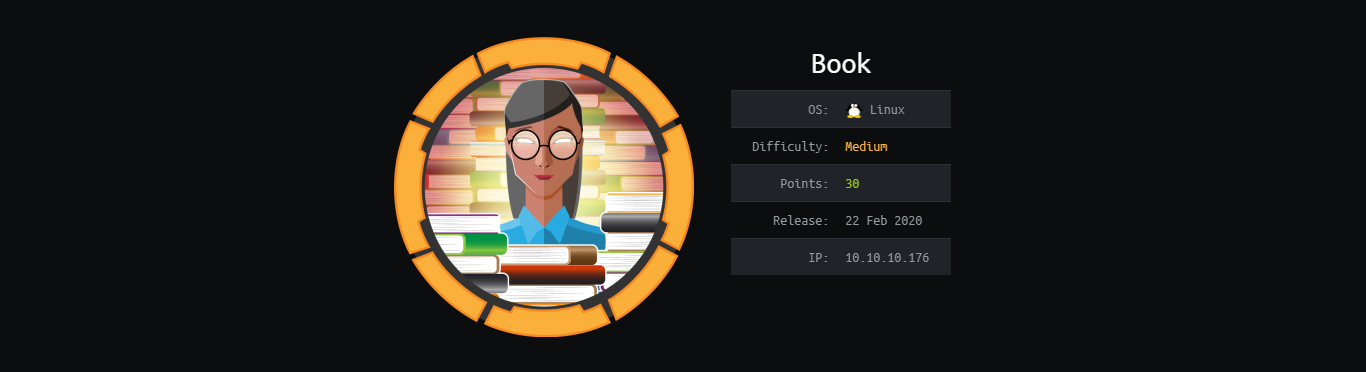 Book
OS: Linux
Difficulty: Medium
Points: 30
Release: 22 Feb 2020
IP: 10.10.10.176